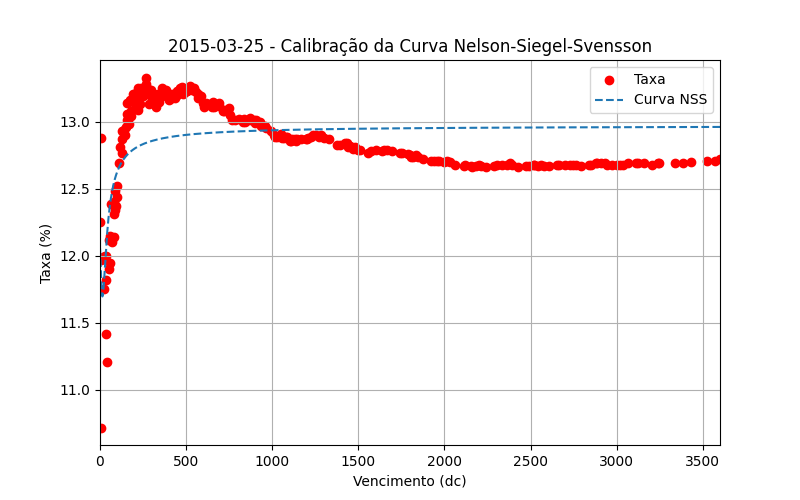 2015-03-25 - Calibração da Curva Nelson-Siegel-Svensson
Taxa
Curva NSS
Taxa (%)
13.0
12.5
12.0
11.5
11.0
0 500 1000 1500 2000 2500 3000 3500
Vencimento (dc)